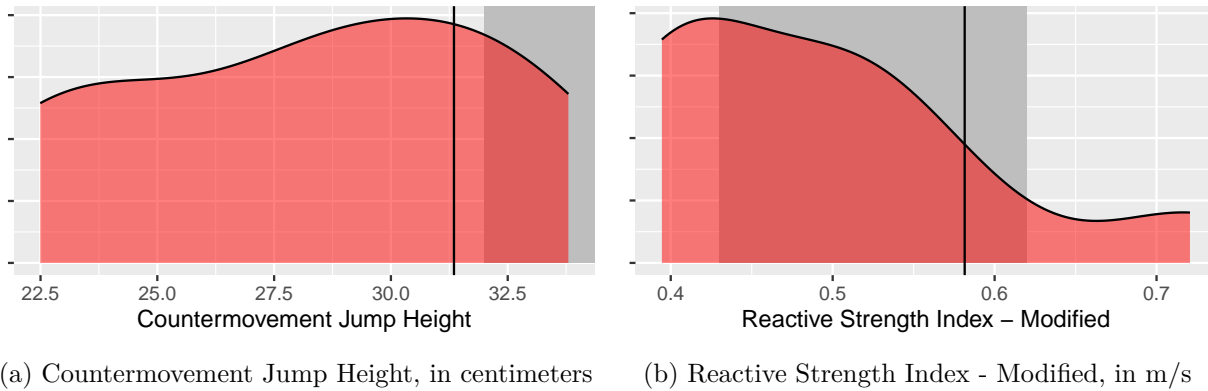 22.5 25.0 27.5 30.0 32.5
Countermovement Jump Height
(a) Countermovement Jump Height, in centimeters
0.4 0.5 0.6 0.7
Reactive Strength Index – Modified
(b) Reactive Strength Index - Modified, in m/s